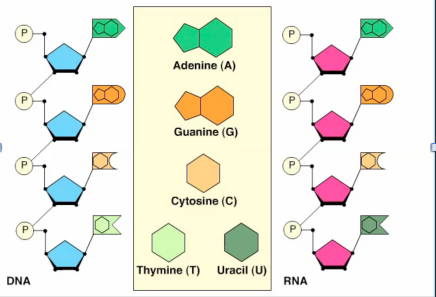 P
P
P
P
DNA
Adenine (A)
Guanine (G)
Cytosine (C)
Thymine (T)
Uracil (U)
P
P
P
P
RNA